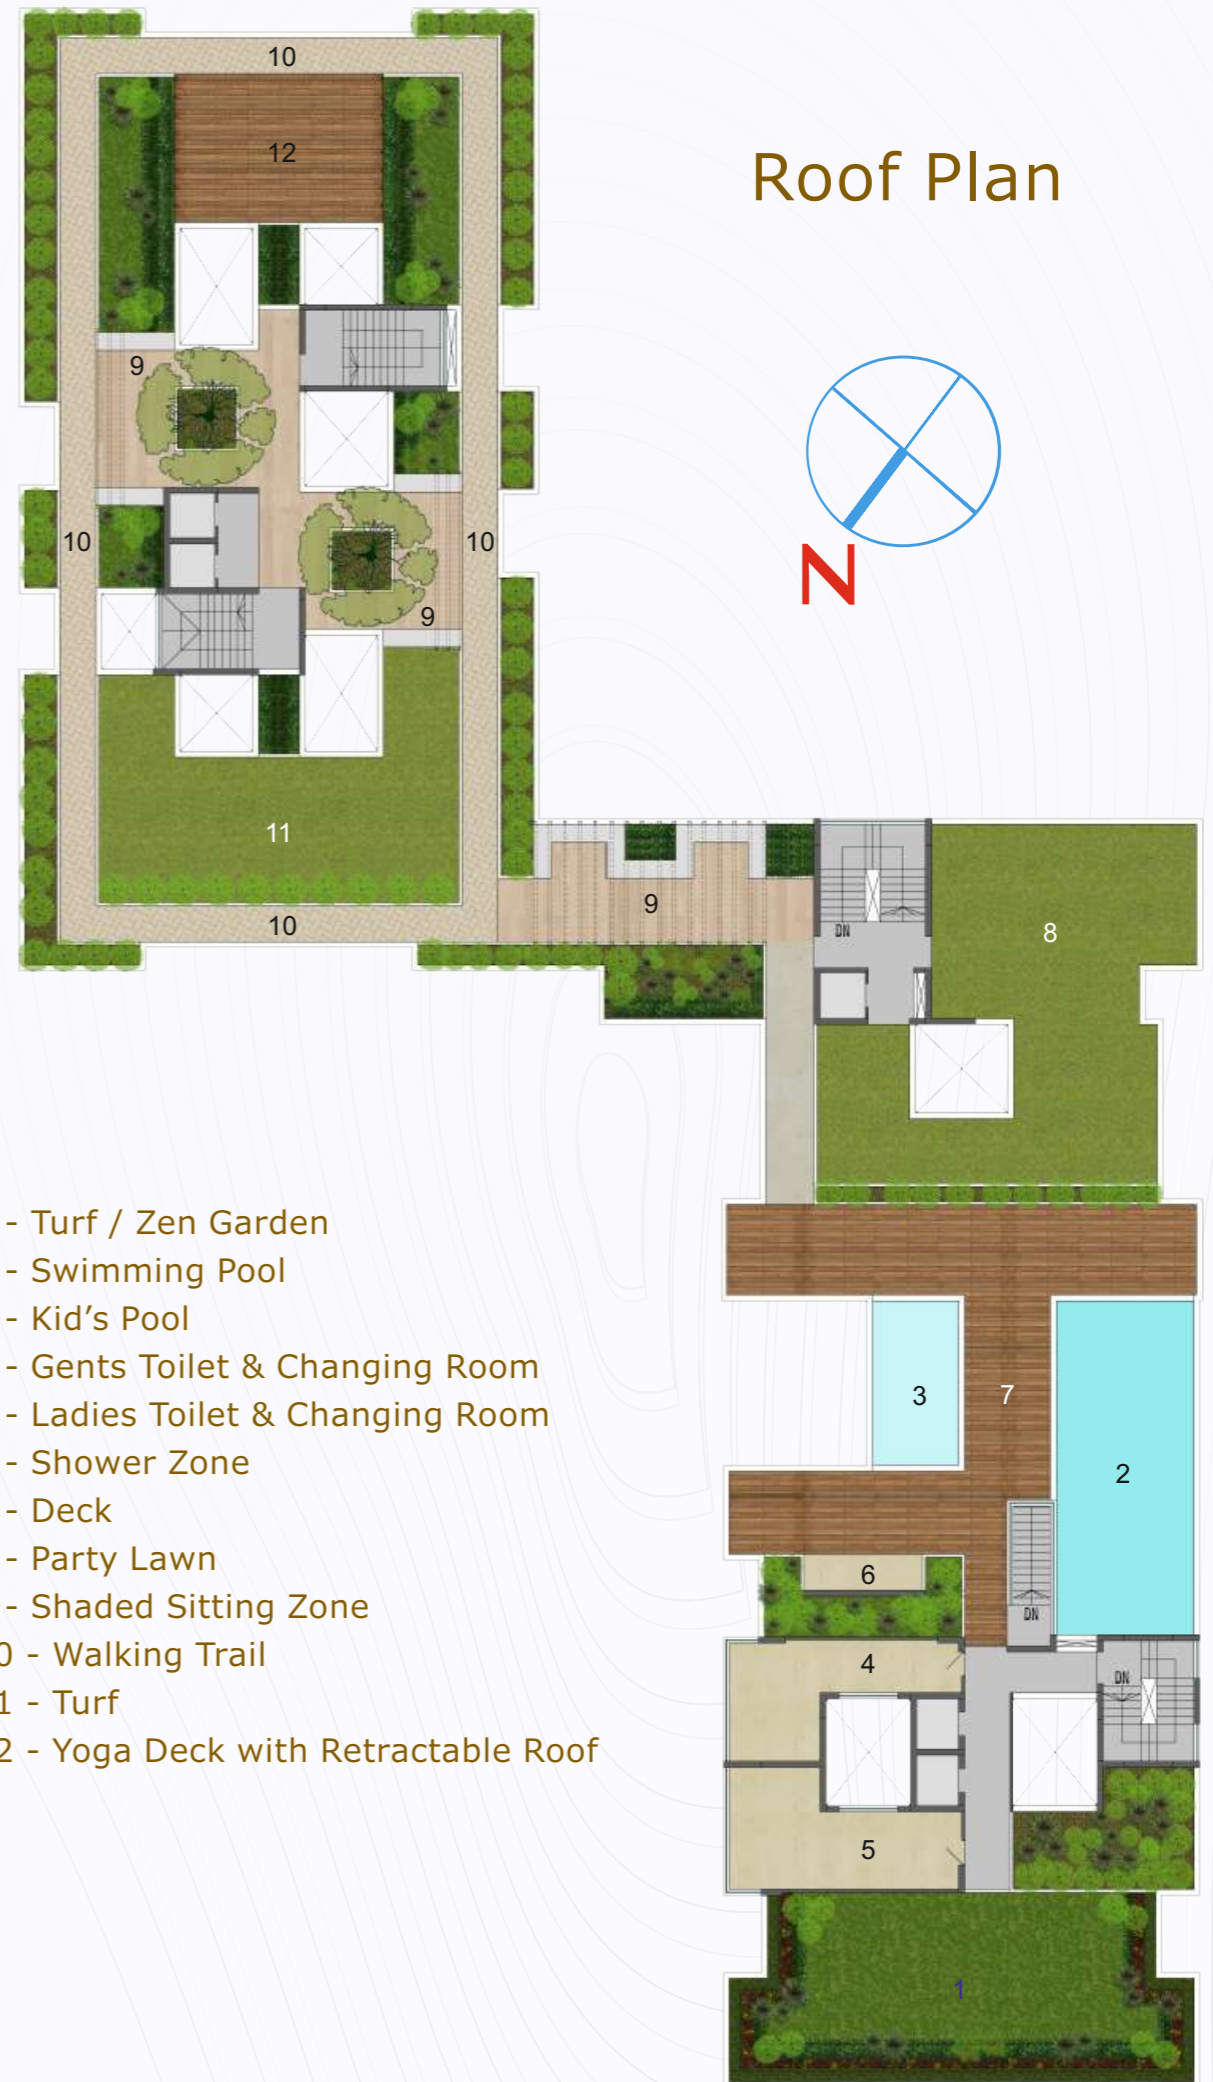 10
12
Roof Plan
9
N
10
10
9
11
10
9
DN
8
- Turf / Zen Garden
- Swimming Pool
- Kid’s Pool
- Gents Toilet & Changing Room
- Ladies Toilet & Changing Room
- Shower Zone
- Deck
- Party Lawn
- Shaded Sitting Zone
0 - Walking Trail
1 - Turf
2 - Yoga Deck with Retractable Roof
3
7
2
6
DN
4
DN
5
1